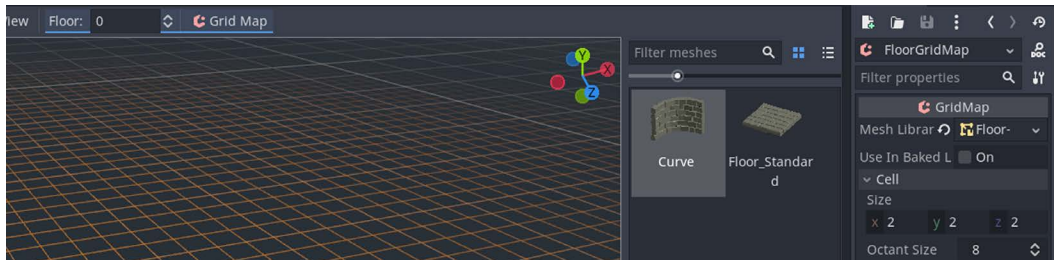 iew Floor: 0 Grid Map
Y
X
Z
Filter meshes
Curve
Floor_Standar
d
FloorGridMap
DOC
Filter properties
GridMap
Mesh Librar Floor-
Use In Baked L On
Cell
Size
x 2 y 2 z 2
Octant Size 8